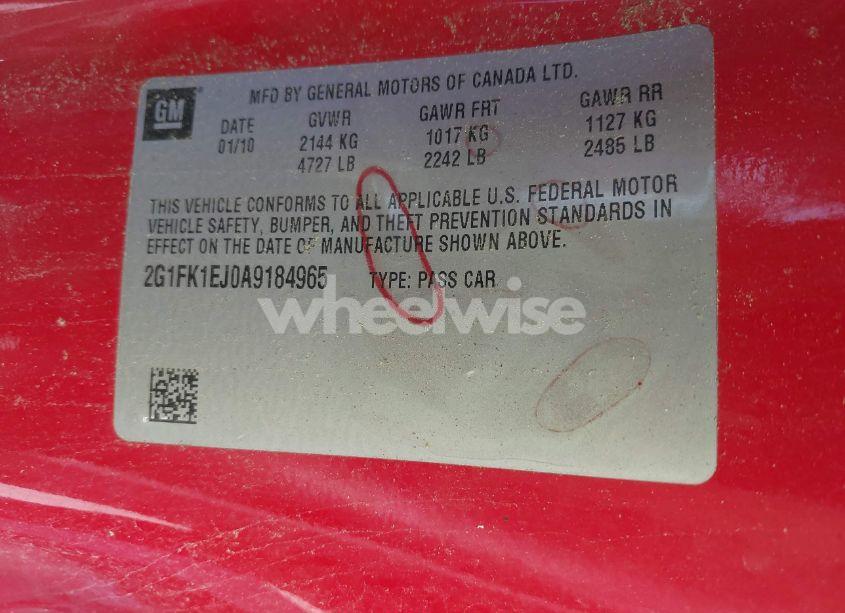 GM
MFD BY GENERAL MOTORS OF CANADA LTD.
DATE GVWR GAWR FRT GAWR RR
01/10 2144 KG 1017 KG 1127 KG
4727 LB 2242 LB 2485 LB
THIS VEHICLE CONFORMS TO ALL APPLICABLE U.S. FEDERAL MOTOR
VEHICLE SAFETY, BUMPER, AND THEFT PREVENTION STANDARDS IN
EFFECT ON THE DATE OF MANUFACTURE SHOWN ABOVE.
2G1FK1EJ0A9184965 TYPE: PASS CAR
wheelwise